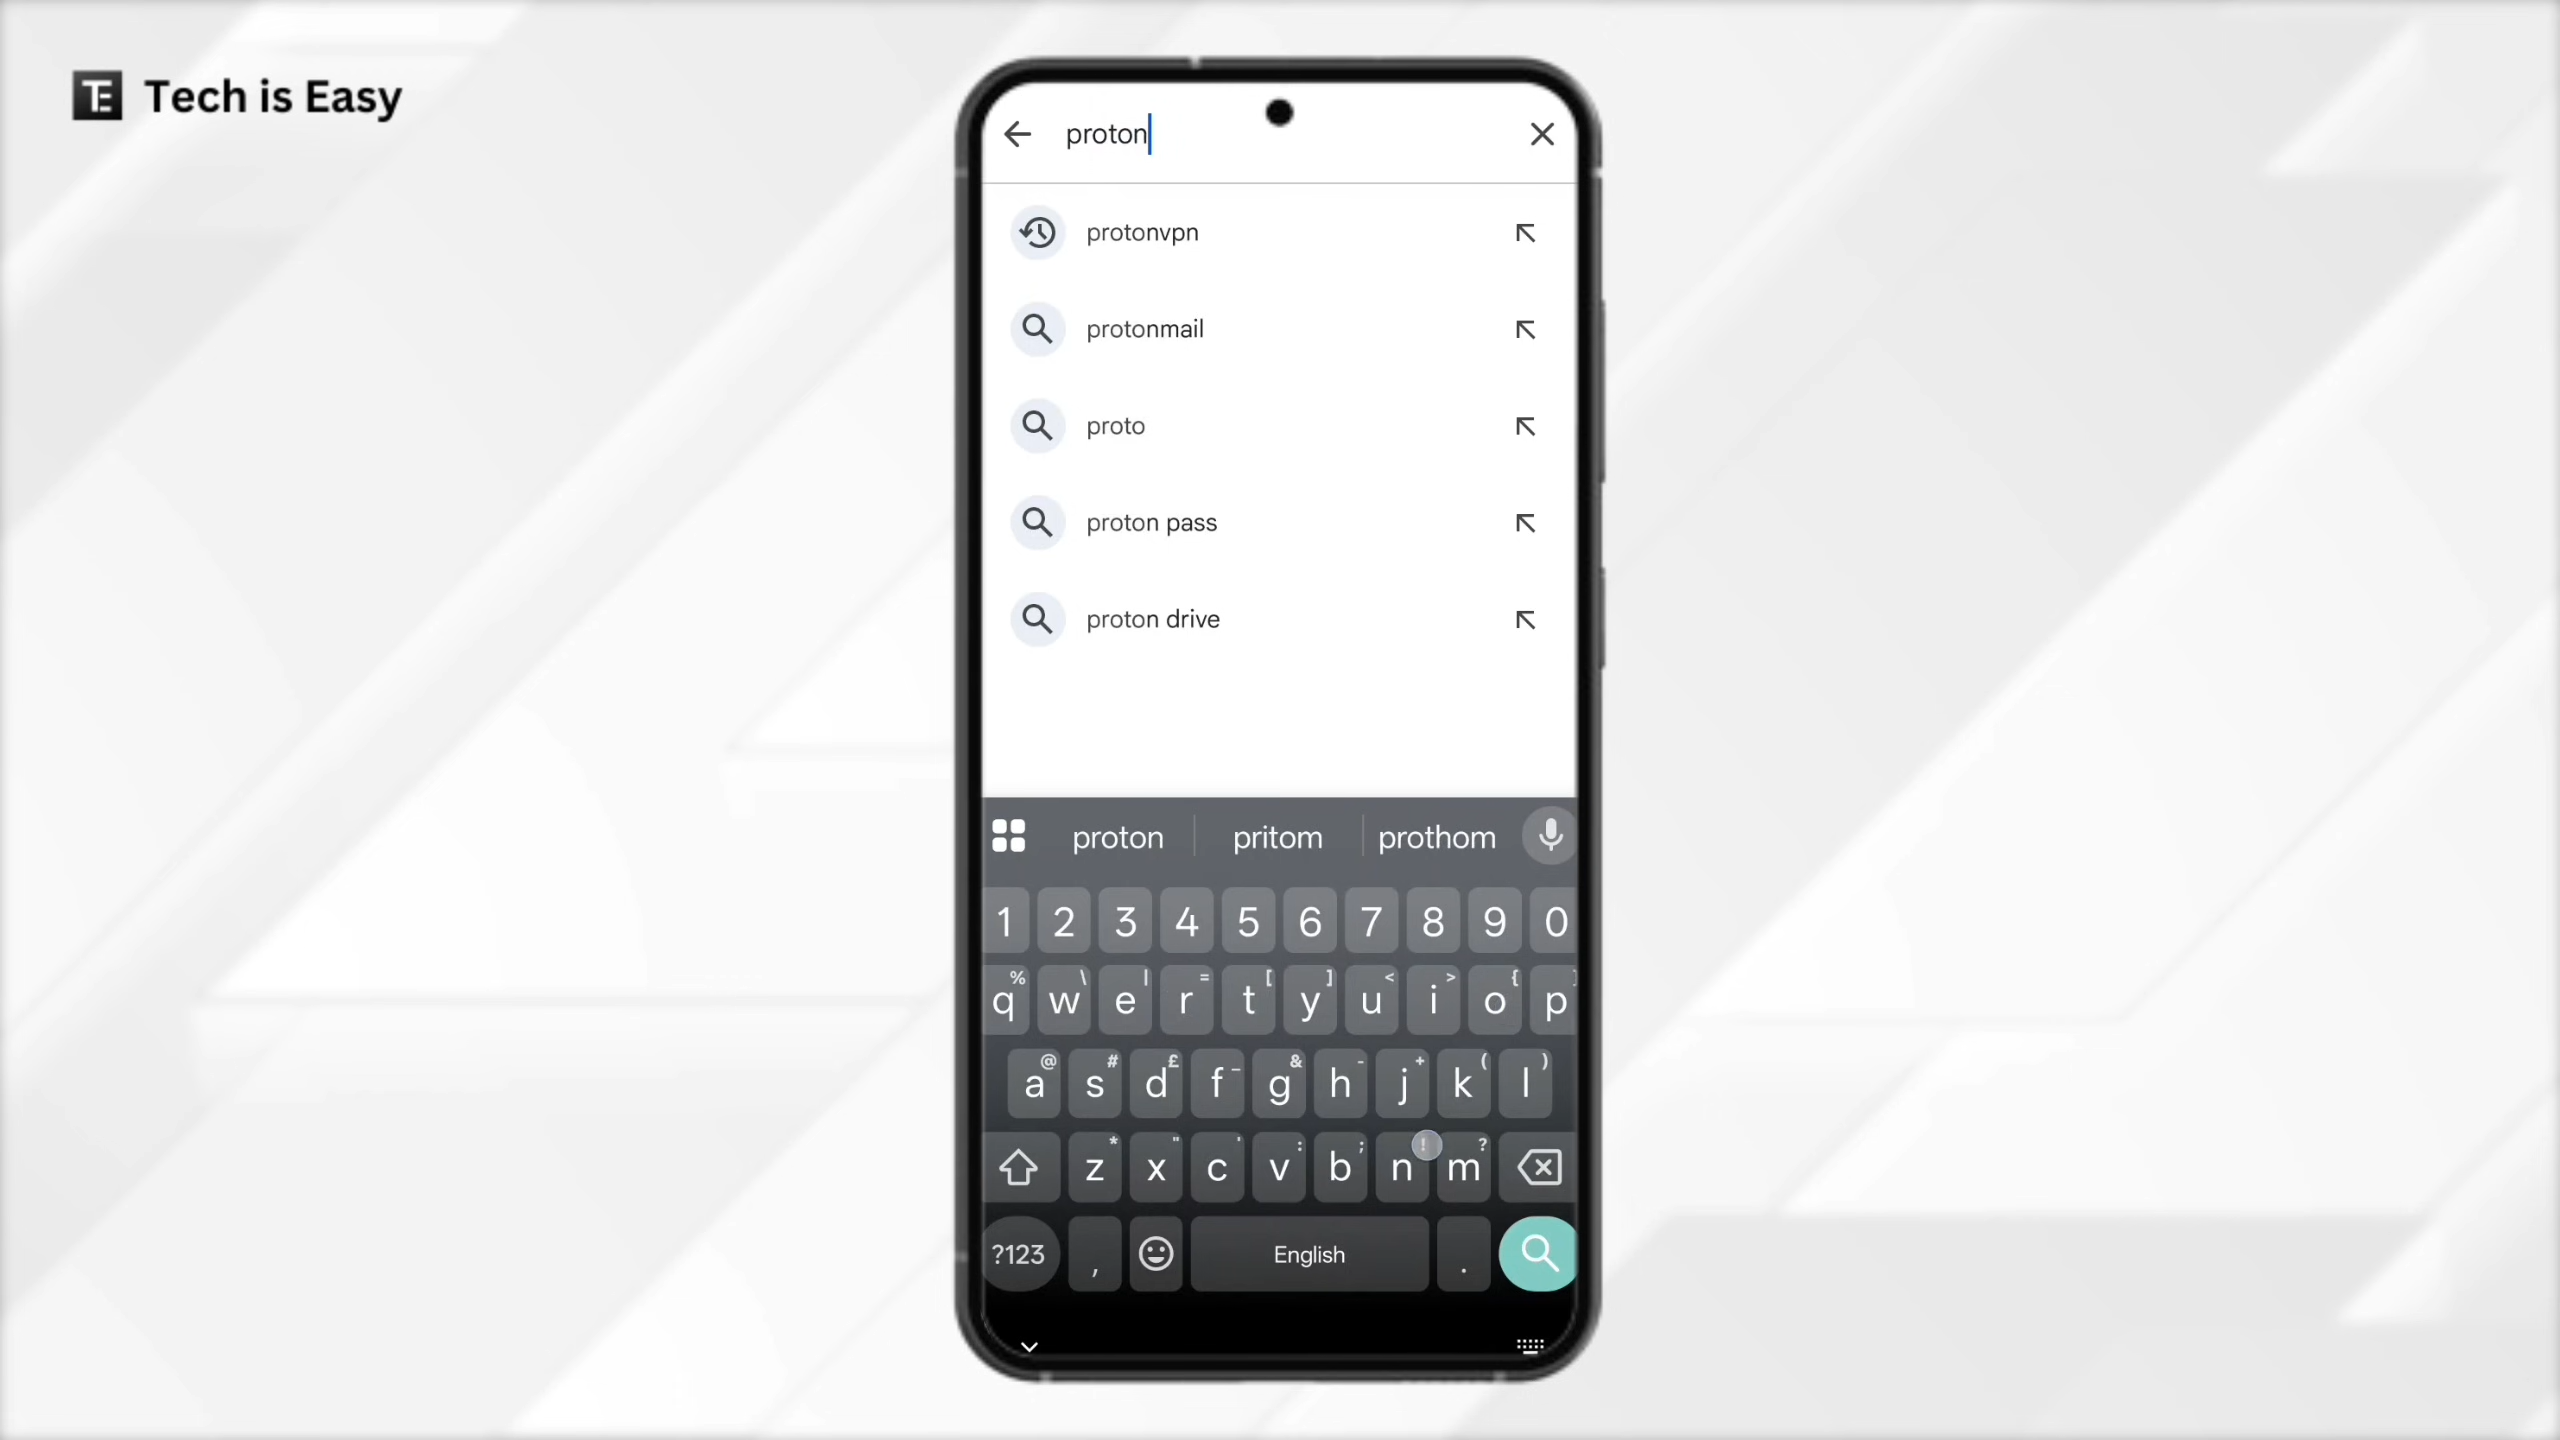 TE Tech is Easy
proton
protonvpn
protonmail
proto
proton pass
proton drive
proton pritom prothom
1 2 3 4 5 6 7 8 9 0
% \ | = [ ] < > {
q w e r t y u i o p
@ # £ _ & - + ( )
a s d f g h j k l
* " ' : ; ! ?
z x c v b n m
?123 , English .